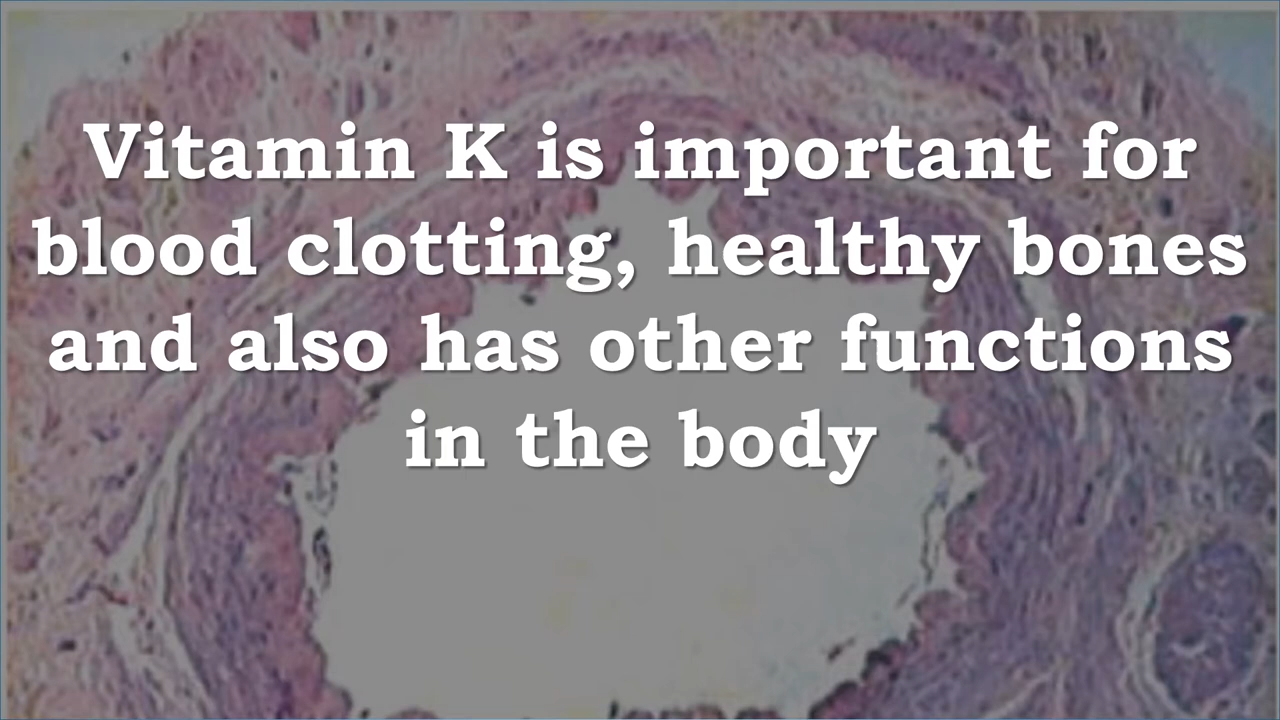 Vitamin K is important for
blood clotting, healthy bones
and also has other functions
in the body